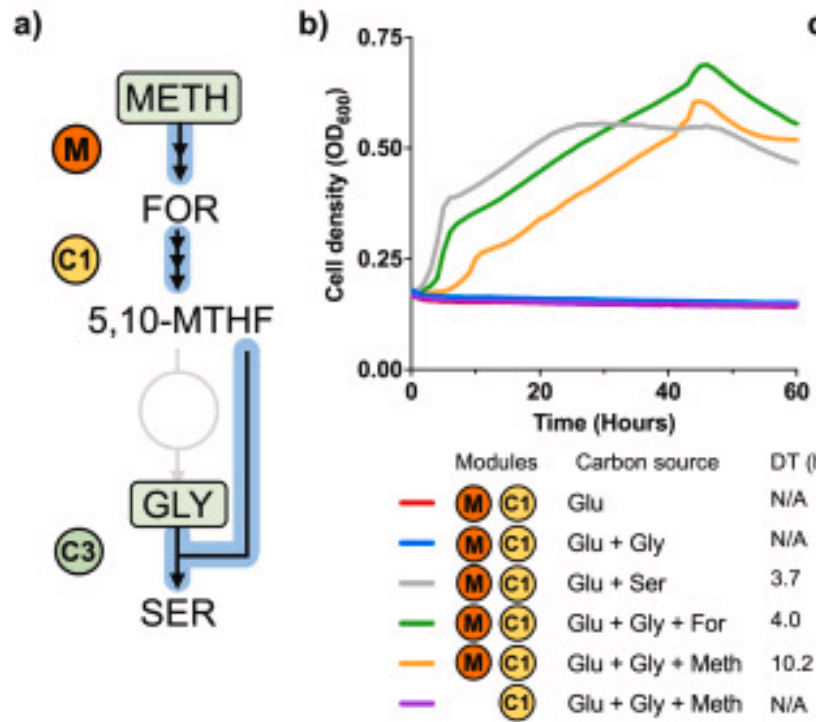 a)
METH
M
FOR
C1
5,10-MTHF
GLY
C3
SER
b)
Cell density (OD600)
0.75
0.50
0.25
0.00
0 20 40 60
Time (Hours)
Modules Carbon source DT
M C1 Glu N/A
M C1 Glu + Gly N/A
M C1 Glu + Ser 3.7
M C1 Glu + Gly + For 4.0
M C1 Glu + Gly + Meth 10.2
C1 Glu + Gly + Meth N/A